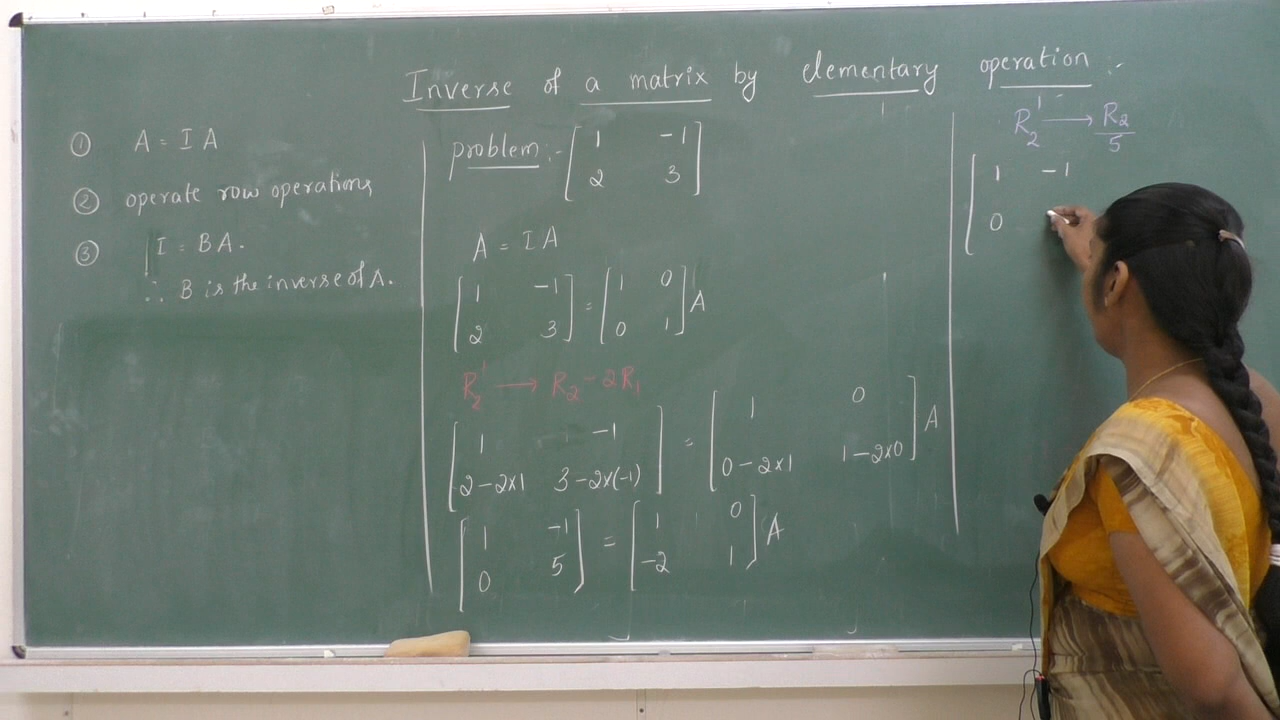 Inverse of a matrix by elementary operation :-
① A = I A
② operate row operations
③ I = BA.
∴ B is the inverse of A.
problem :- [ 1 -1
2 3 ]
A = I A
[ 1 -1 ] = [ 1 0 ] A
[ 2 3 ] [ 0 1 ]
R₂' → R₂ - 2R₁
[ 1 -1 ] = [ 1 0 ] A
[ 2-2×1 3-2×(-1) ] [ 0-2×1 1-2×0 ]
[ 1 -1 ] = [ 1 0 ] A
[ 0 5 ] [ -2 1 ]
R₂' → R₂/5
[ 1 -1
0